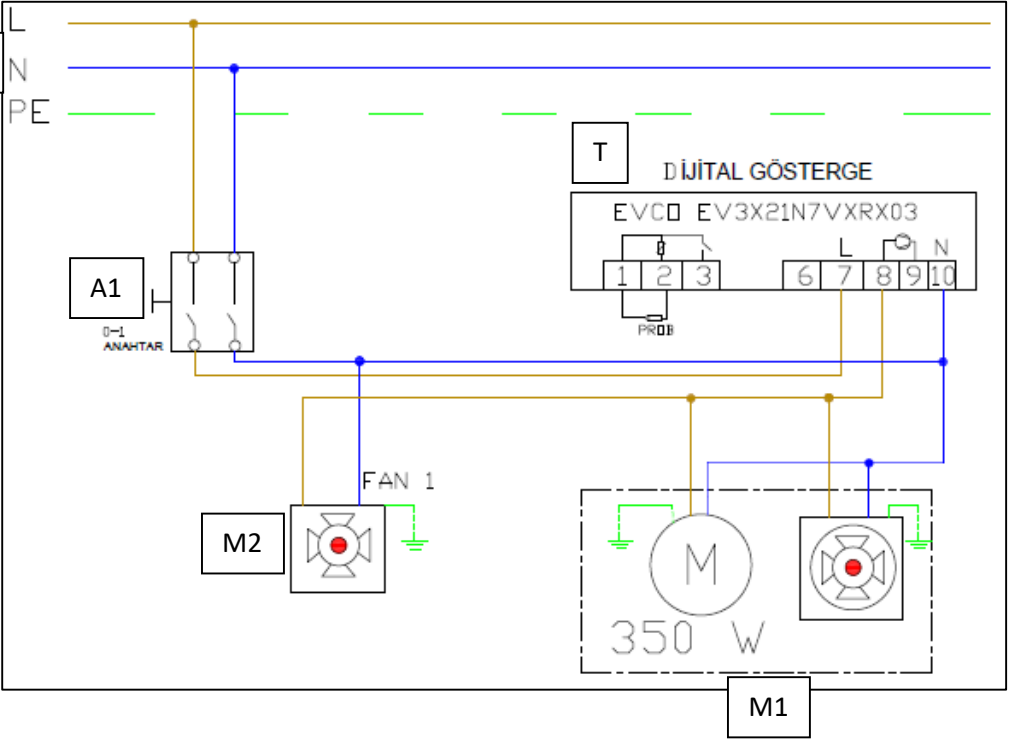 L
N
PE
T
DİJİTAL GÖSTERGE
EVCO EV3X21N7VXRX03
L N
1 2 3 6 7 8 9 10
PROB
A1
0-1
ANAHTAR
FAN 1
M2
M
350 W
M1